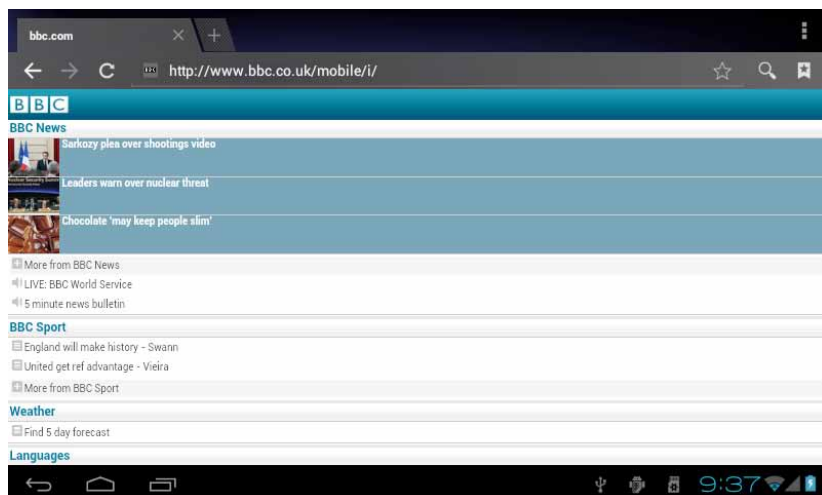 bbc.com
http://www.bbc.co.uk/mobile/i/
BBC
BBC News
Sarkozy plea over shootings video
Leaders warn over nuclear threat
Chocolate 'may keep people slim'
More from BBC News
LIVE: BBC World Service
5 minute news bulletin
BBC Sport
England will make history - Swann
United get ref advantage - Vieira
More from BBC Sport
Weather
Find 5 day forecast
Languages
9:37